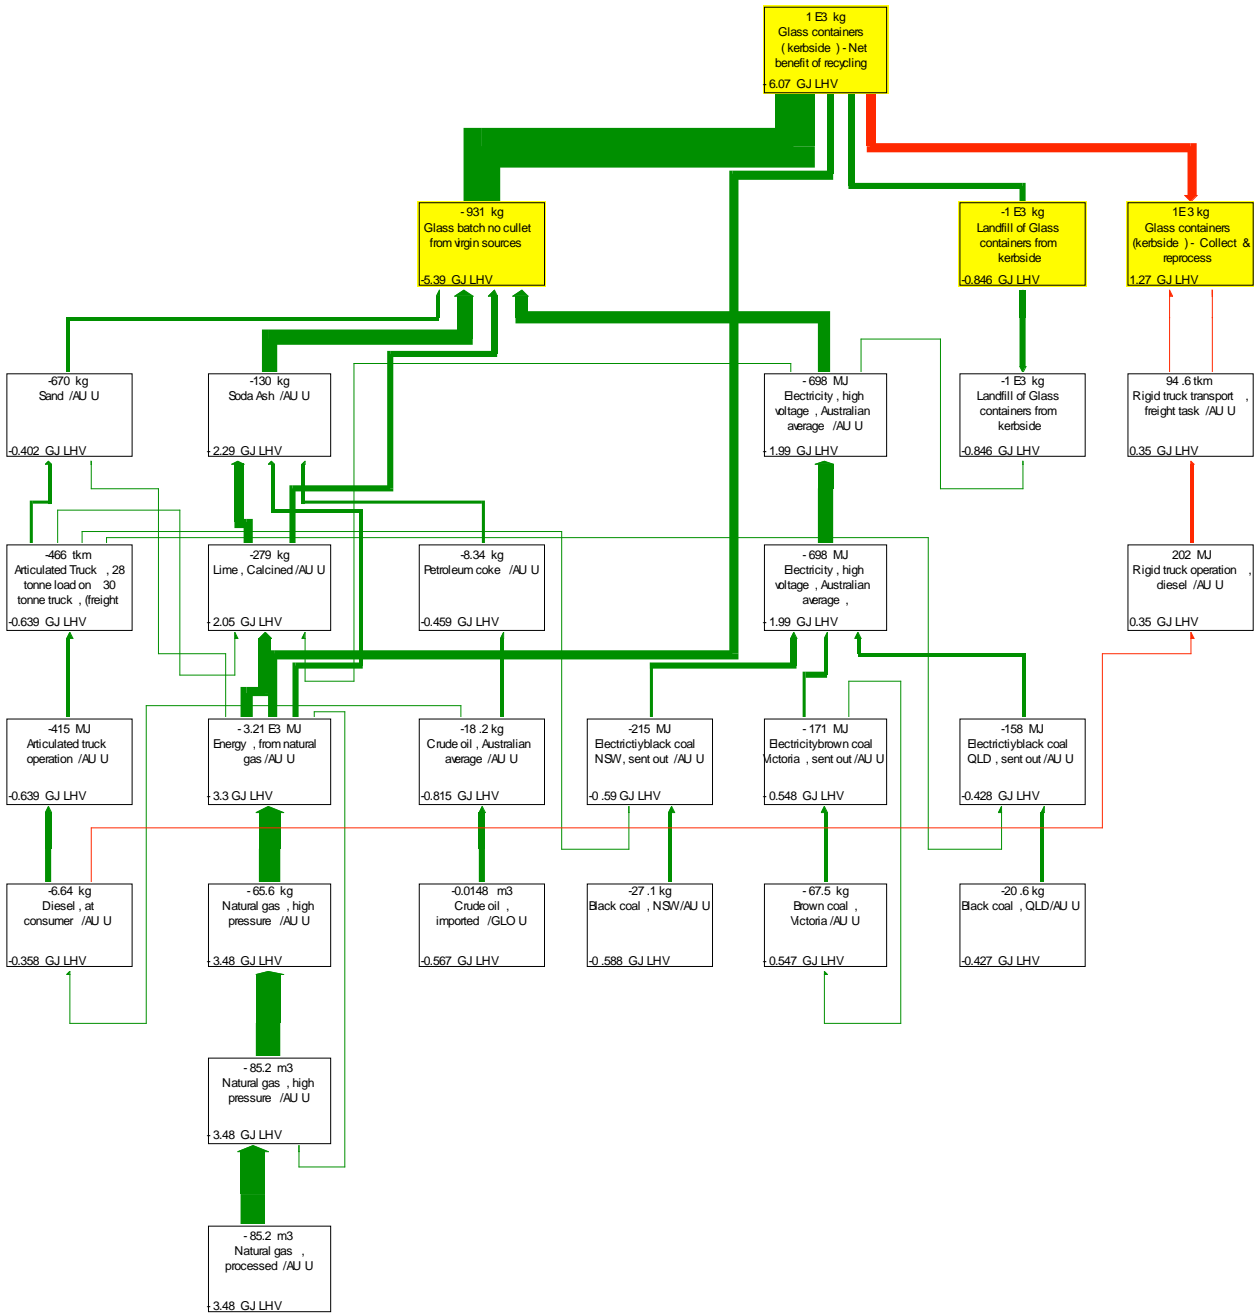 1 E3 kg
Glass containers
( kerbside ) - Net
benefit of recycling
- 6.07 GJ LHV
- 931 kg
Glass batch no cullet
from virgin sources
-5.39 GJ LHV
-1 E3 kg
Landfill of Glass
containers from
kerbside
-0.846 GJ LHV
1E3 kg
Glass containers
(kerbside ) - Collect &
reprocess
1.27 GJ LHV
-670 kg
Sand /AU U
-0.402 GJ LHV
-130 kg
Soda Ash /AU U
- 2.29 GJ LHV
- 698 MJ
Electricity , high
voltage , Australian
average /AU U
- 1.99 GJ LHV
-1 E3 kg
Landfill of Glass
containers from
kerbside
-0.846 GJ LHV
94 .6 tkm
Rigid truck transport ,
freight task /AU U
0.35 GJ LHV
-466 tkm
Articulated Truck , 28
tonne load on 30
tonne truck , (freight
-0.639 GJ LHV
-279 kg
Lime , Calcined /AU U
- 2.05 GJ LHV
-8.34 kg
Petroleum coke /AU U
-0.459 GJ LHV
- 698 MJ
Electricity , high
voltage , Australian
average ,
- 1.99 GJ LHV
202 MJ
Rigid truck operation ,
diesel /AU U
0.35 GJ LHV
-415 MJ
Articulated truck
operation /AU U
-0.639 GJ LHV
- 3.21 E3 MJ
Energy , from natural
gas /AU U
- 3.3 GJ LHV
-18 .2 kg
Crude oil , Australian
average /AU U
-0.815 GJ LHV
-215 MJ
Electrictiyblack coal
NSW, sent out /AU U
-0 .59 GJ LHV
- 171 MJ
Electricitybrown coal
Victoria , sent out /AU U
- 0.548 GJ LHV
-158 MJ
Electrictiyblack coal
QLD , sent out /AU U
-0.428 GJ LHV
-6.64 kg
Diesel , at
consumer /AU U
-0.358 GJ LHV
- 65.6 kg
Natural gas , high
pressure /AU U
- 3.48 GJ LHV
-0.0148 m3
Crude oil ,
imported /GLO U
-0.567 GJ LHV
-27 .1 kg
Black coal , NSW/AU U
-0 .588 GJ LHV
- 67.5 kg
Brown coal ,
Victoria /AU U
- 0.547 GJ LHV
-20 .6 kg
Black coal , QLD/AU U
-0.427 GJ LHV
- 85.2 m3
Natural gas , high
pressure /AU U
- 3.48 GJ LHV
- 85.2 m3
Natural gas ,
processed /AU U
- 3.48 GJ LHV